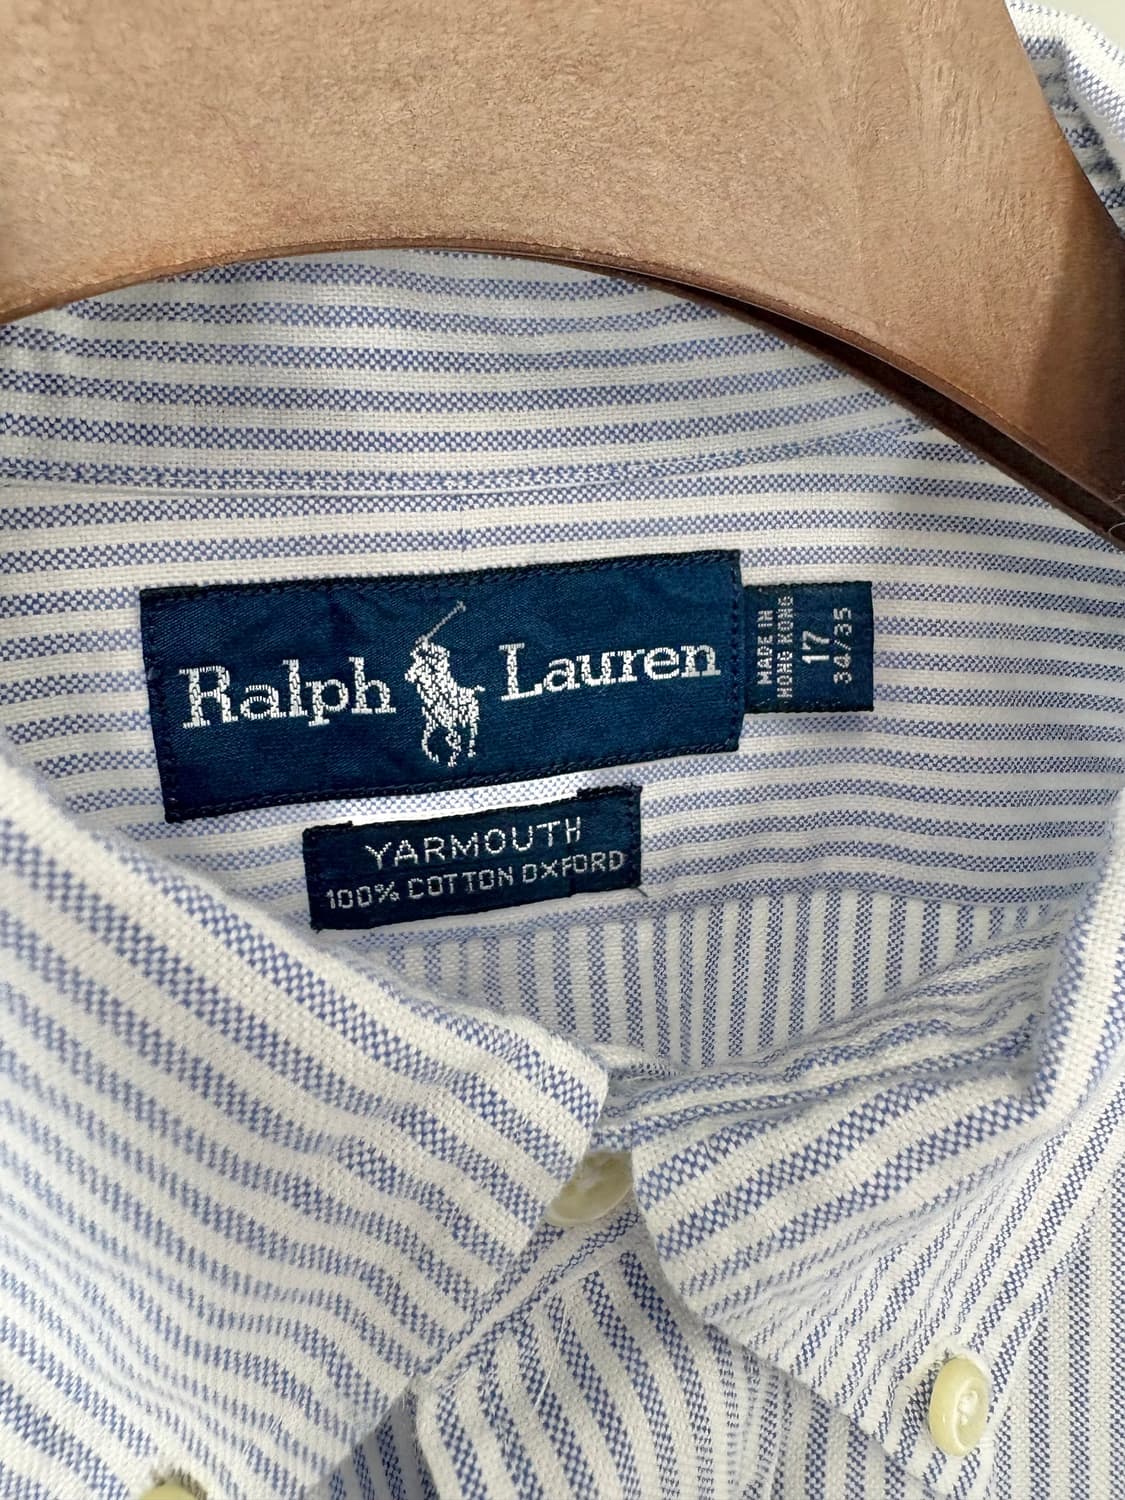 Ralph Lauren
MADE IN
HONG KONG
17
34/35
YARMOUTH
100% COTTON OXFORD